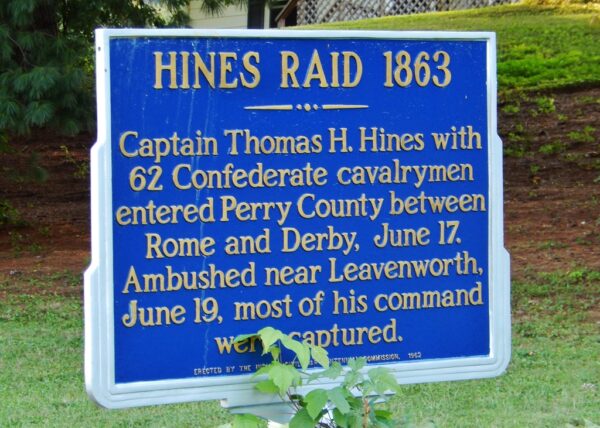 HINES RAID 1863
Captain Thomas H. Hines with
62 Confederate cavalrymen
entered Perry County between
Rome and Derby, June 17.
Ambushed near Leavenworth,
June 19, most of his command
were captured.
ERECTED BY THE COMMISSION, 1963